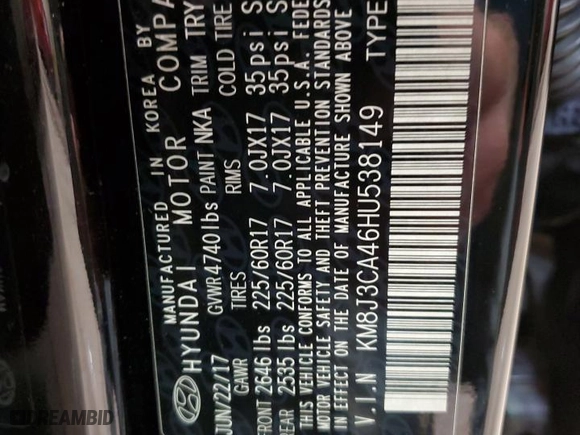 MANUFACTURED IN KOREA BY
HYUNDAI MOTOR COMPA
JUN/22/17 GVWR 4740lbs PAINT NKA TRIM TRY
GAWR TIRES RIMS COLD TIRE
FRONT 2646 lbs 225/60R17 7.0JX17 35psi S
REAR 2535 lbs 225/60R17 7.0JX17 35psi S
THIS VEHICLE CONFORMS TO ALL APPLICABLE U.S.A. FEDE
MOTOR VEHICLE SAFETY AND THEFT PREVENTION STANDARDS
IN EFFECT ON THE DATE OF MANUFACTURE SHOWN ABOVE
V.I.N KM8J3CA46HU538149 TYPE
CREAMBID